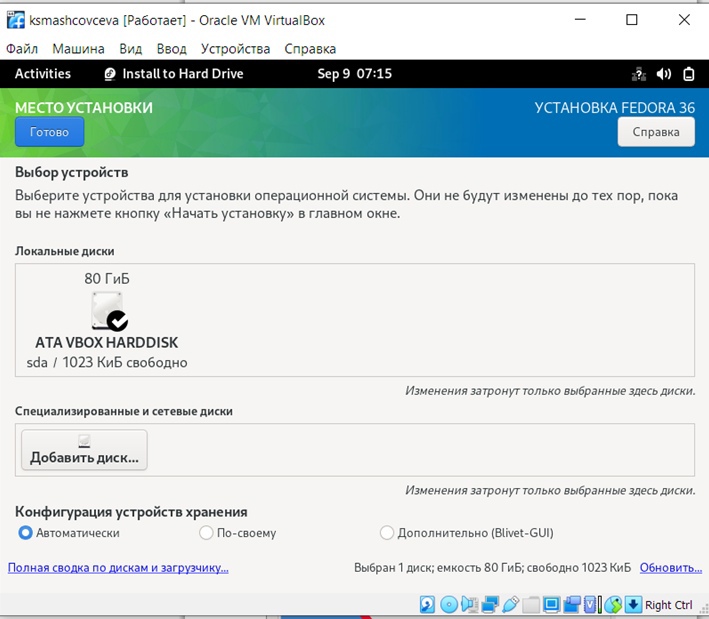 ksmashcovceva [Работает] - Oracle VM VirtualBox
Файл Машина Вид Ввод Устройства Справка
Activities Install to Hard Drive Sep 9 07:15
МЕСТО УСТАНОВКИ УСТАНОВКА FEDORA 36
Готово Справка
Выбор устройств
Выберите устройства для установки операционной системы. Они не будут изменены до тех пор, пока
вы не нажмете кнопку «Начать установку» в главном окне.
Локальные диски
80 ГиБ
ATA VBOX HARDDISK
sda / 1023 КиБ свободно
Изменения затронут только выбранные здесь диски.
Специализированные и сетевые диски
Добавить диск...
Изменения затронут только выбранные здесь диски.
Конфигурация устройств хранения
Автоматически По-своему Дополнительно (Blivet-GUI)
Полная сводка по дискам и загрузчику... Выбран 1 диск; емкость 80 ГиБ; свободно 1023 КиБ Обновить...
Right Ctrl